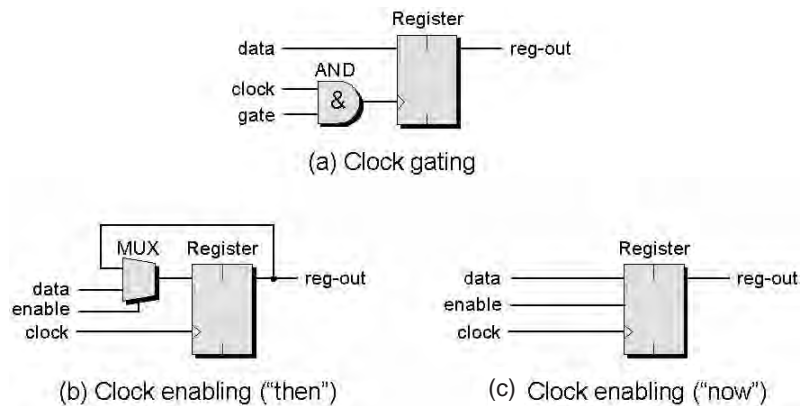 Register
data
reg-out
AND
clock
&
gate
(a) Clock gating
MUX
Register
data
reg-out
enable
clock
(b) Clock enabling (“then”)
Register
data
reg-out
enable
clock
(c) Clock enabling (“now”)